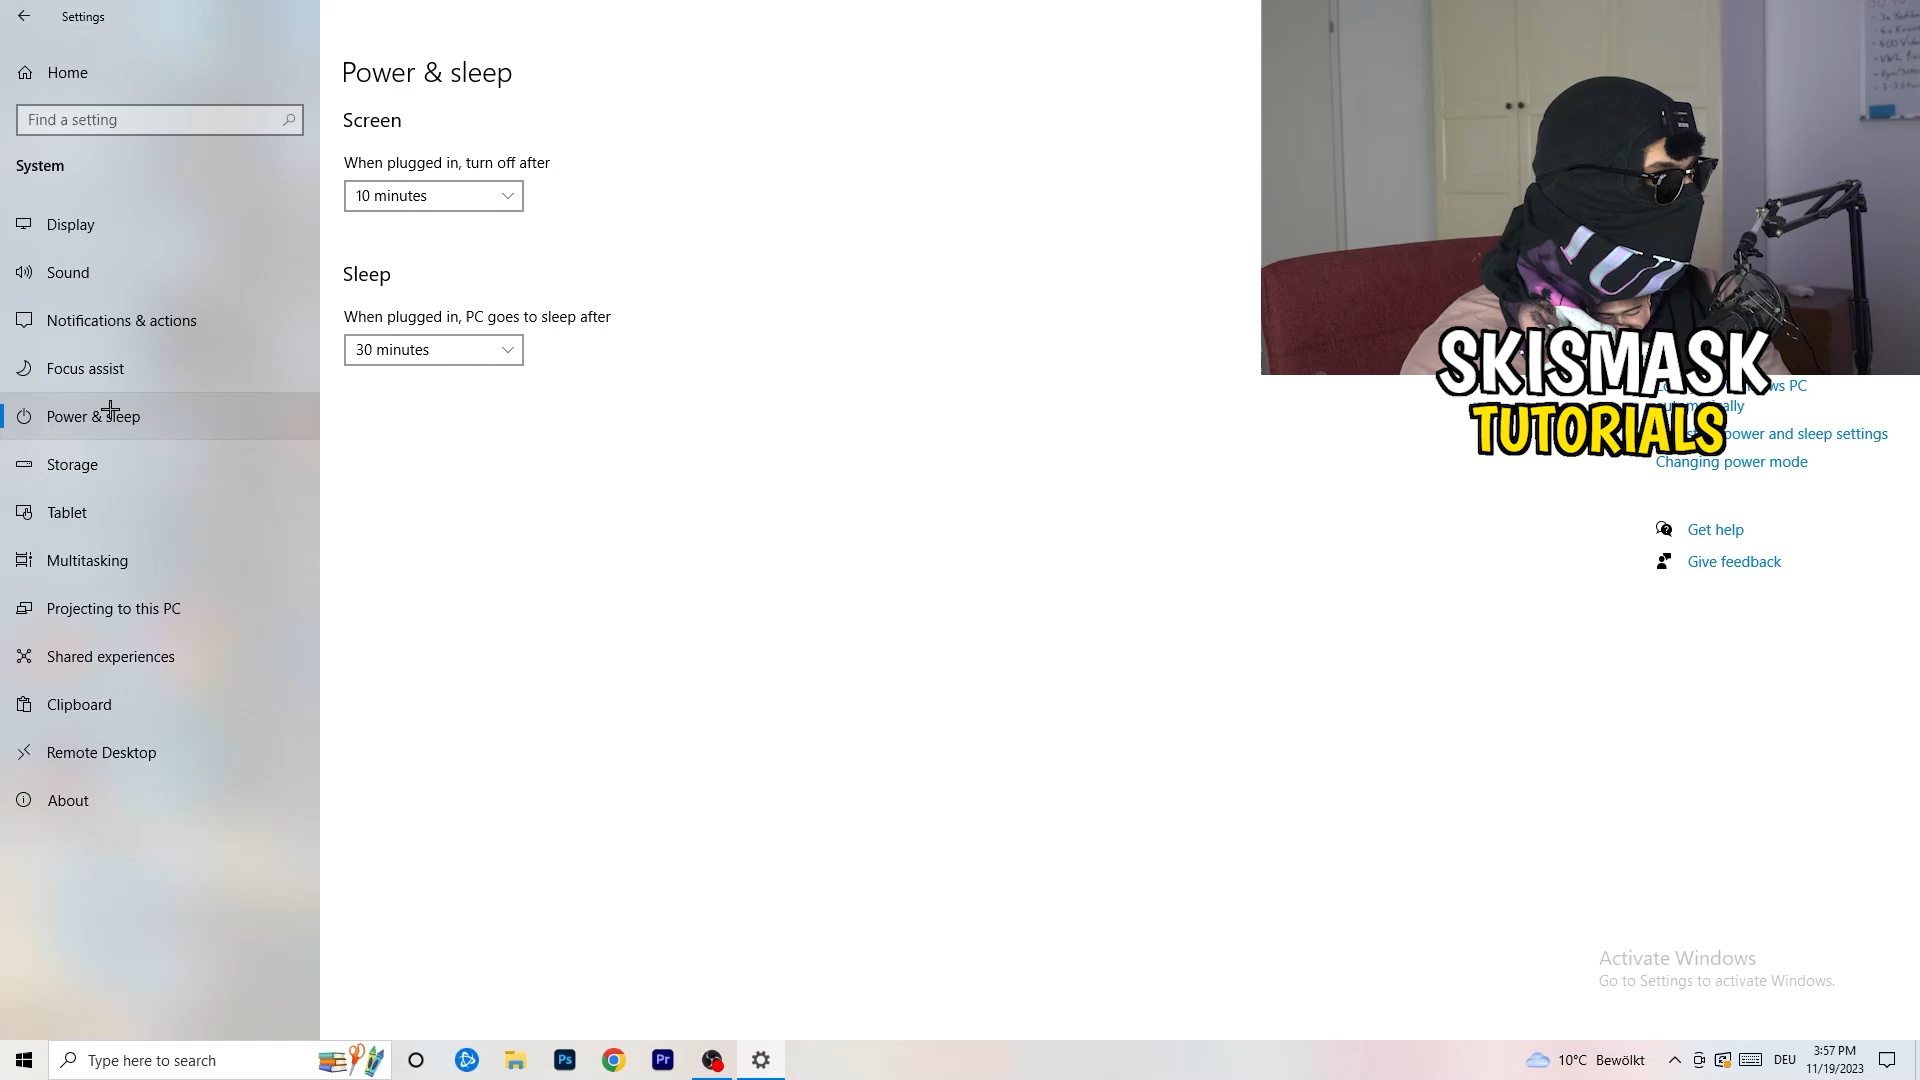 Settings
Home
Find a setting
System
Display
Sound
Notifications & actions
Focus assist
Power & sleep
Storage
Tablet
Multitasking
Projecting to this PC
Shared experiences
Clipboard
Remote Desktop
About
Power & sleep
Screen
When plugged in, turn off after
10 minutes
Sleep
When plugged in, PC goes to sleep after
30 minutes
SKISMASK
TUTORIALS
PC
power and sleep settings
Changing power mode
Get help
Give feedback
Activate Windows
Go to Settings to activate Windows.
Type here to search
Ps
Pr
10°C Bewölkt
DEU
3:57 PM
11/19/2023